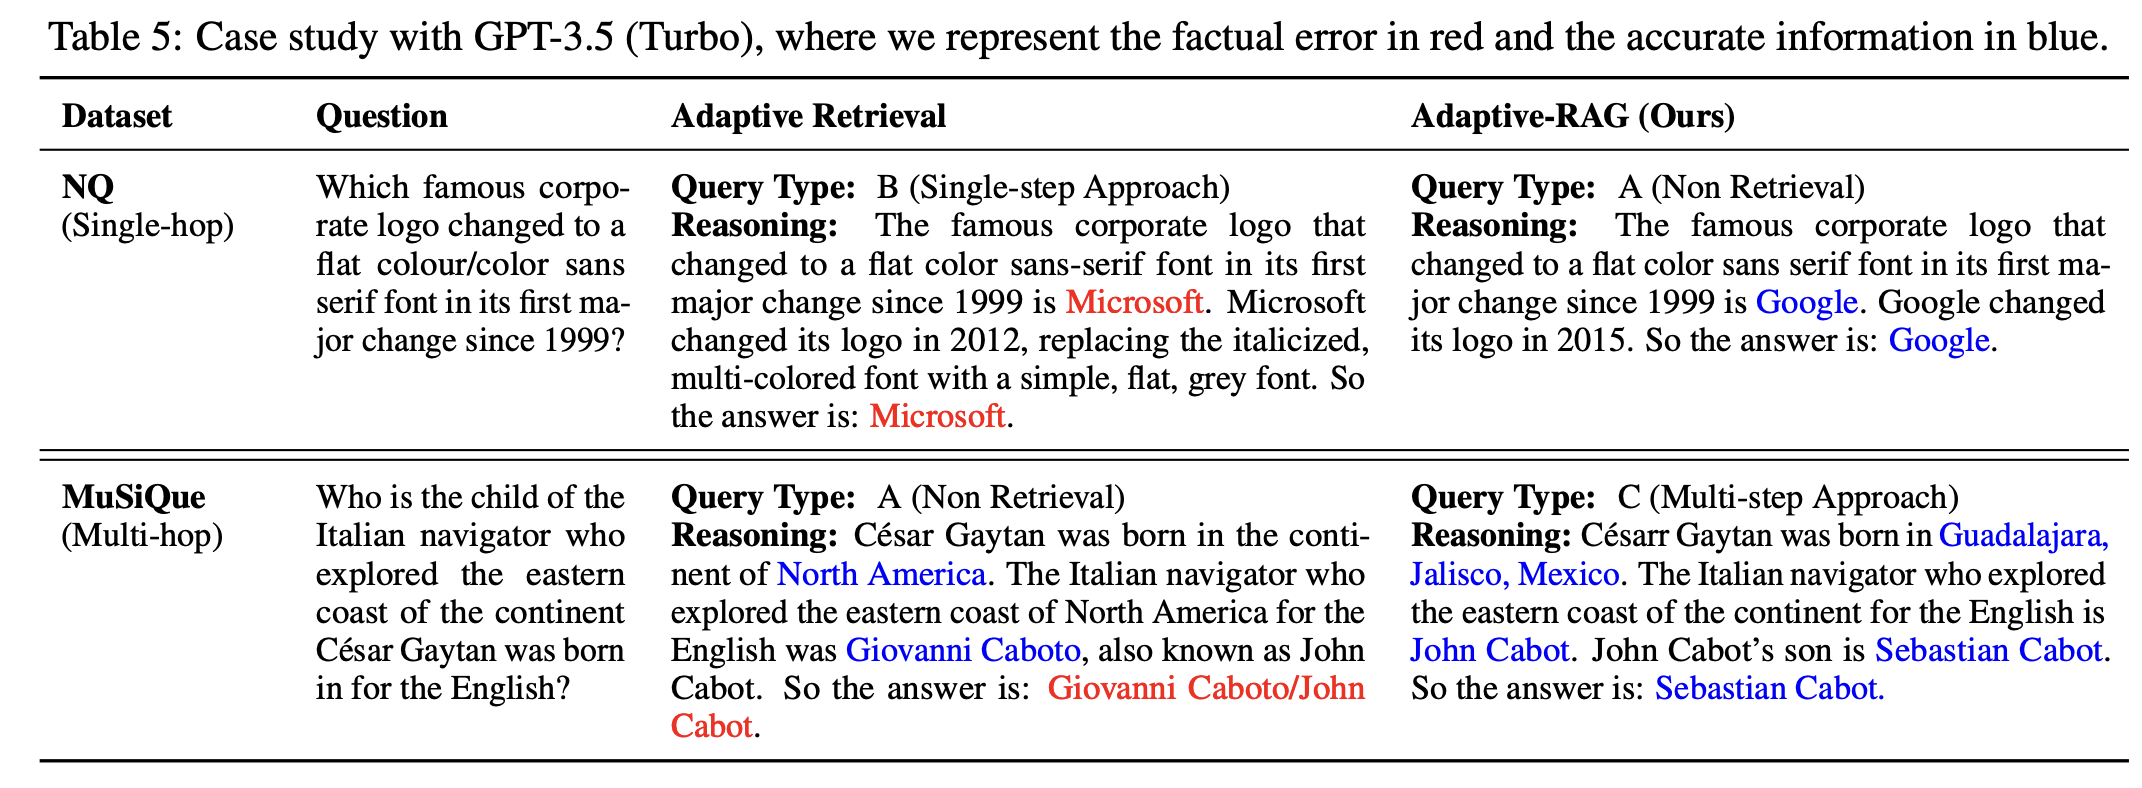 Table 5: Case study with GPT-3.5 (Turbo), where we represent the factual error in red and the accurate information in blue.
Dataset Question Adaptive Retrieval Adaptive-RAG (Ours)
NQ
(Single-hop)
Which famous corpo-
rate logo changed to a
flat colour/color sans
serif font in its first ma-
jor change since 1999?
Query Type: B (Single-step Approach)
Reasoning: The famous corporate logo that
changed to a flat color sans-serif font in its first
major change since 1999 is Microsoft. Microsoft
changed its logo in 2012, replacing the italicized,
multi-colored font with a simple, flat, grey font. So
the answer is: Microsoft.
Query Type: A (Non Retrieval)
Reasoning: The famous corporate logo that
changed to a flat color sans serif font in its first ma-
jor change since 1999 is Google. Google changed
its logo in 2015. So the answer is: Google.
MuSiQue
(Multi-hop)
Who is the child of the
Italian navigator who
explored the eastern
coast of the continent
César Gaytan was born
in for the English?
Query Type: A (Non Retrieval)
Reasoning: César Gaytan was born in the conti-
nent of North America. The Italian navigator who
explored the eastern coast of North America for the
English was Giovanni Caboto, also known as John
Cabot. So the answer is: Giovanni Caboto/John
Cabot.
Query Type: C (Multi-step Approach)
Reasoning: Césarr Gaytan was born in Guadalajara,
Jalisco, Mexico. The Italian navigator who explored
the eastern coast of the continent for the English is
John Cabot. John Cabot's son is Sebastian Cabot.
So the answer is: Sebastian Cabot.